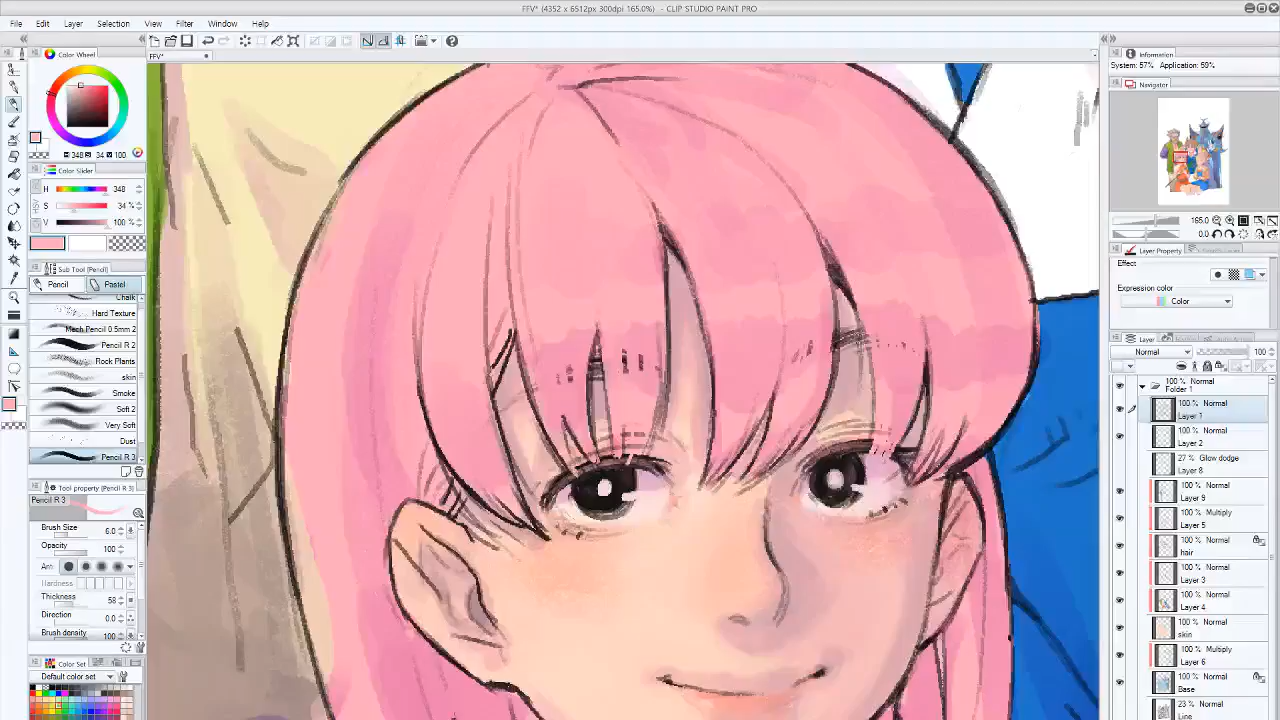 FFV* (4352 x 6512px 300dpi 165.0%) - CLIP STUDIO PAINT PRO
File Edit Layer Selection View Filter Window Help
Color Wheel
FFV*
Information
System: 57% Application: 59%
Navigator
348 34 100
Color Slider
H 348
S 34 %
V 100 %
165.0
0.0
Layer Property
Effect
Expression color
Color
Sub Tool [Pencil]
Pencil Pastel
Chalk
Hard Texture
Mech Pencil 0.5mm 2
Pencil R 2
Rock Plants
skin
Smoke
Soft 2
Very Soft
Dust
Pencil R 3
Tool property [Pencil R 3]
Pencil R 3
Brush Size 6.0
Opacity 100
Hardness
Thickness 58
Direction 0.0
Brush density 100
Color Set
Default color set
Layer
Normal 100
100 % Normal
Folder 1
100 % Normal
Layer 1
100 % Normal
Layer 2
27 % Glow dodge
Layer 8
100 % Normal
Layer 9
100 % Multiply
Layer 5
100 % Normal
hair
100 % Normal
Layer 3
100 % Normal
Layer 4
100 % Normal
skin
100 % Multiply
Layer 6
100 % Normal
Base
23 % Normal